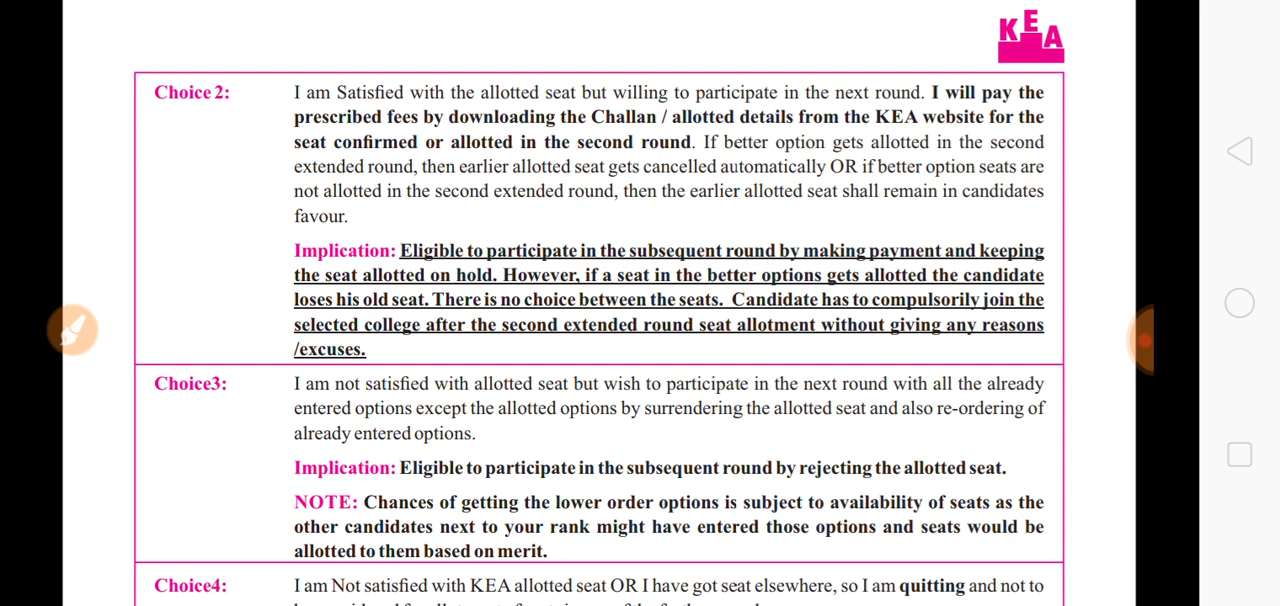 KEA
Choice 2:
I am Satisfied with the allotted seat but willing to participate in the next round. I will pay the
prescribed fees by downloading the Challan / allotted details from the KEA website for the
seat confirmed or allotted in the second round. If better option gets allotted in the second
extended round, then earlier allotted seat gets cancelled automatically OR if better option seats are
not allotted in the second extended round, then the earlier allotted seat shall remain in candidates
favour.
Implication: Eligible to participate in the subsequent round by making payment and keeping
the seat allotted on hold. However, if a seat in the better options gets allotted the candidate
loses his old seat. There is no choice between the seats. Candidate has to compulsorily join the
selected college after the second extended round seat allotment without giving any reasons
/excuses.
Choice3:
I am not satisfied with allotted seat but wish to participate in the next round with all the already
entered options except the allotted options by surrendering the allotted seat and also re-ordering of
already entered options.
Implication: Eligible to participate in the subsequent round by rejecting the allotted seat.
NOTE: Chances of getting the lower order options is subject to availability of seats as the
other candidates next to your rank might have entered those options and seats would be
allotted to them based on merit.
Choice4:
I am Not satisfied with KEA allotted seat OR I have got seat elsewhere, so I am quitting and not to